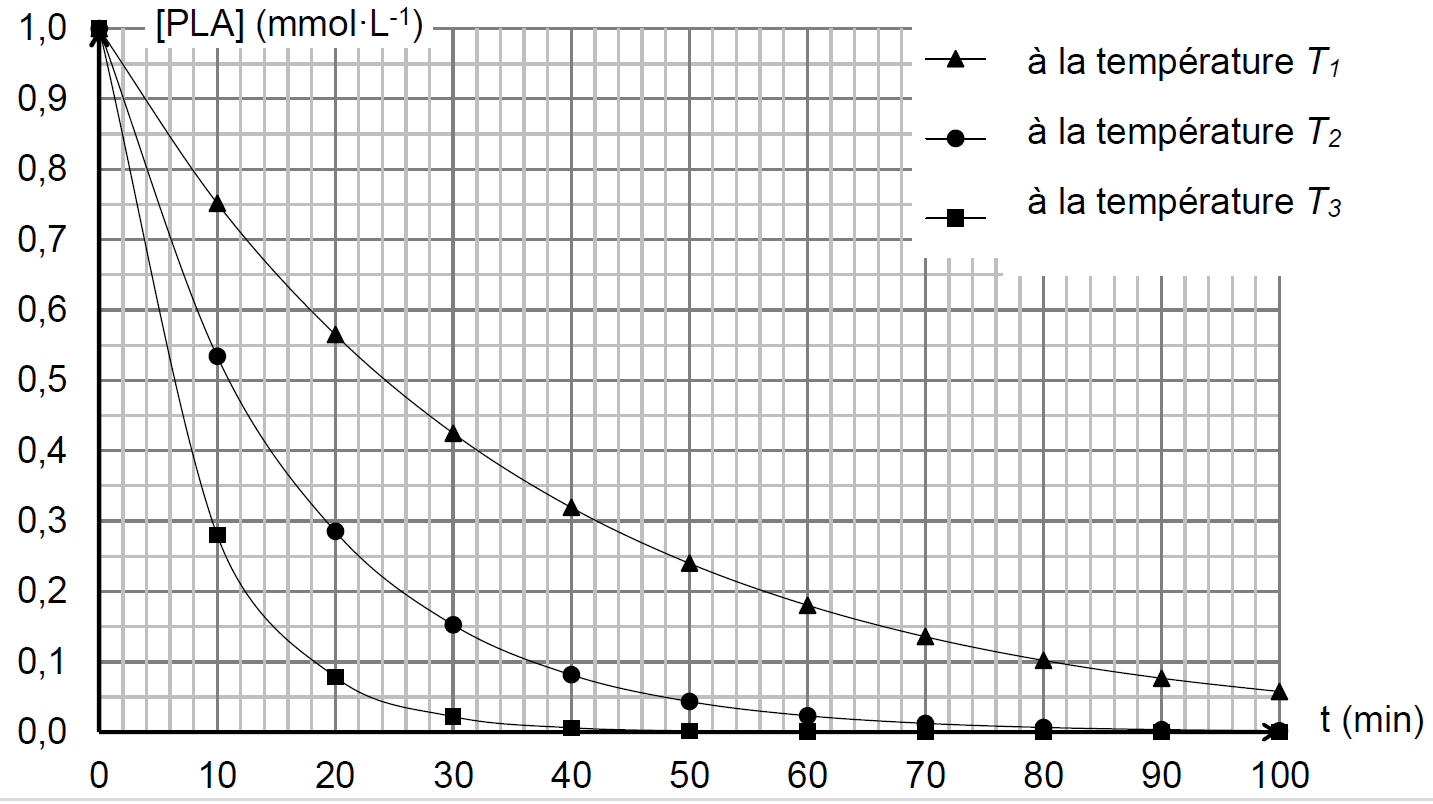 [PLA] (mmol·L-1)
à la température T1
à la température T2
à la température T3
1,0
0,9
0,8
0,7
0,6
0,5
0,4
0,3
0,2
0,1
0,0
t (min)
0 10 20 30 40 50 60 70 80 90 100